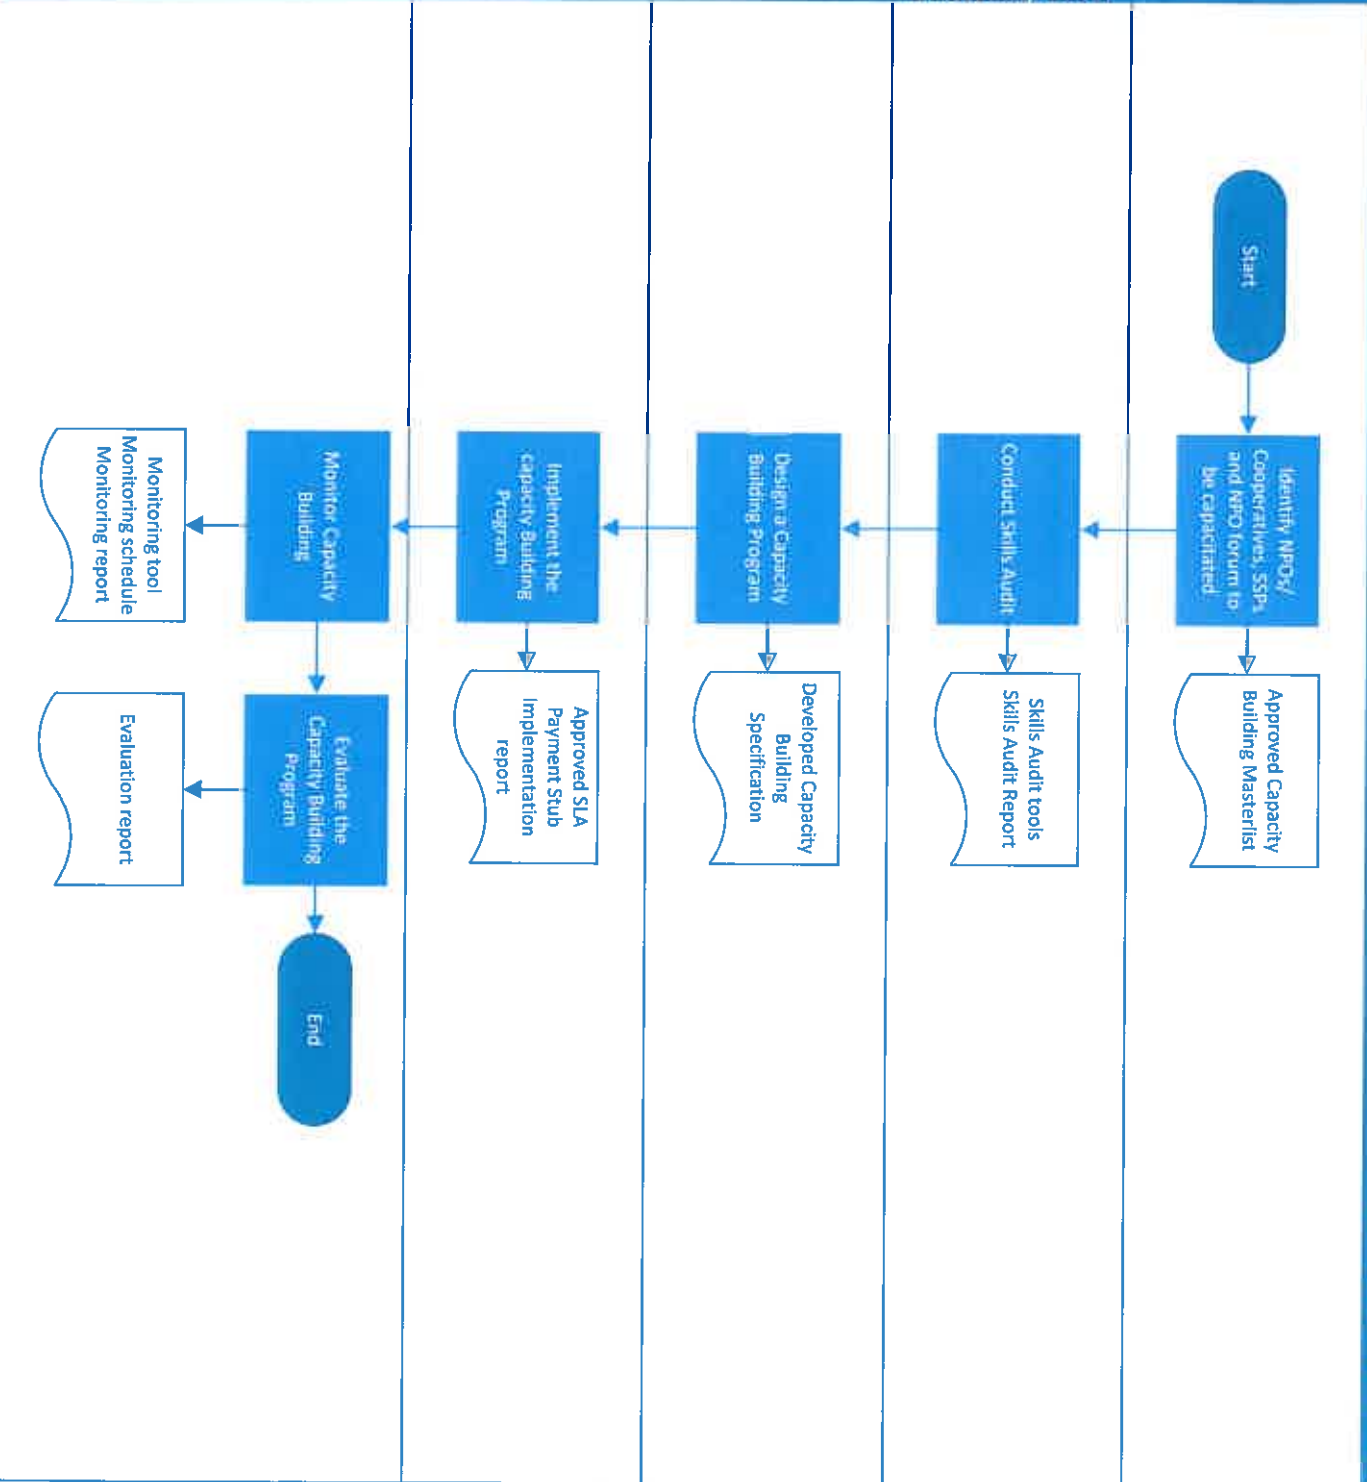 Start
Identify NPOs/
Cooperatives, SSPs
and NPO forum to
be capacitated
Approved Capacity
Building Masterlist
Conduct Skills Audit
Skills Audit tools
Skills Audit Report
Design a Capacity
Building Program
Developed Capacity
Building
Specification
Implement the
capacity Building
Program
Approved SLA
Payment Stub
Implementation
report
Monitor Capacity
Building
Evaluate the
Capacity Building
Program
End
Monitoring tool
Monitoring schedule
Monitoring report
Evaluation report